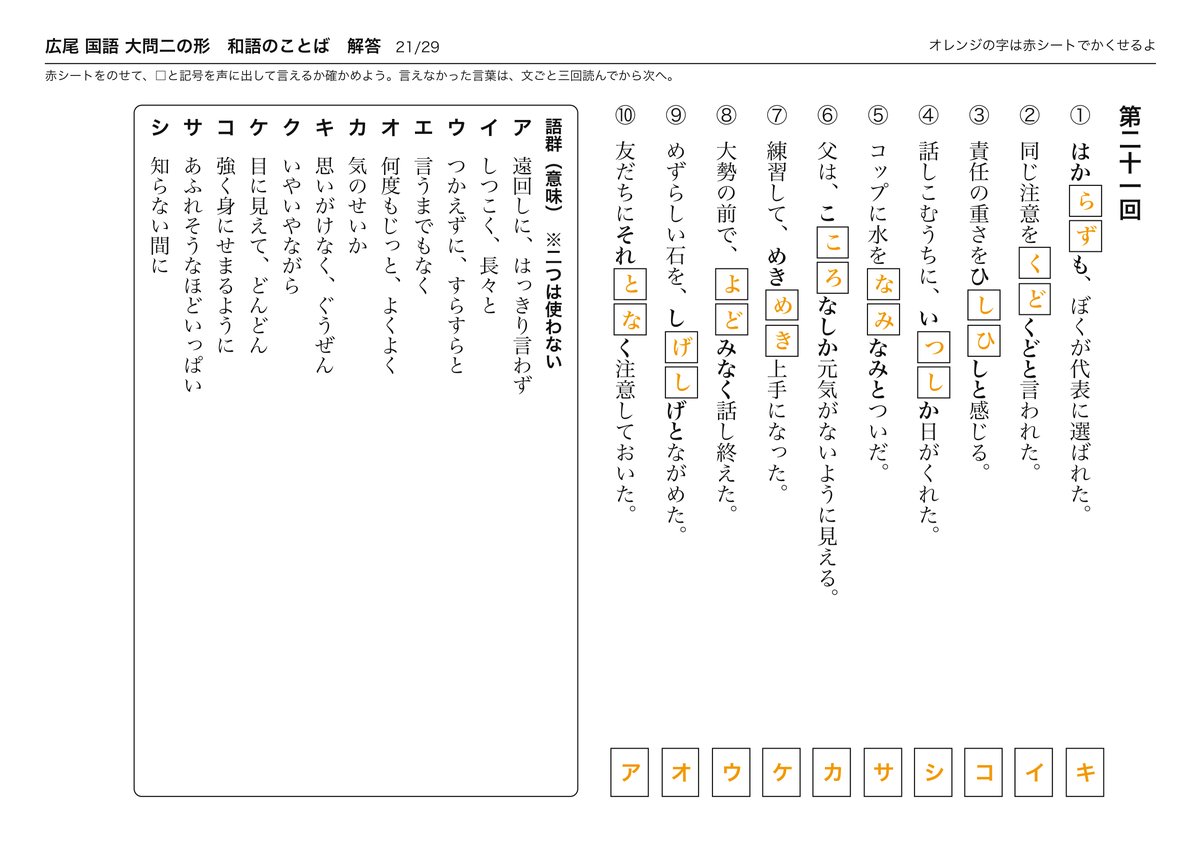 広尾 国語 大問二の形　和語のことば　解答　21/29
オレンジの字は赤シートでかくせるよ
赤シートをのせて、□と記号を声に出して言えるか確かめよう。言えなかった言葉は、文ごと三回読んでから次へ。
第二十一回
① はからずも、ぼくが代表に選ばれた。 キ
② 同じ注意をくどくどと言われた。 イ
③ 責任の重さをひしひしと感じる。 コ
④ 話しこむうちに、いつしか日がくれた。 シ
⑤ コップに水をなみなみとついだ。 サ
⑥ 父は、こころなしか元気がないように見える。 カ
⑦ 練習して、めきめき上手になった。 ケ
⑧ 大勢の前で、よどみなく話し終えた。 ウ
⑨ めずらしい石を、しげしげとながめた。 オ
⑩ 友だちにそれとなく注意しておいた。 ア
語群（意味）　※二つは使わない
ア　遠回しに、はっきり言わず
イ　しつこく、長々と
ウ　つかえずに、すらすらと
エ　言うまでもなく
オ　何度もじっと、よくよく
カ　気のせいか
キ　思いがけなく、ぐうぜん
ク　いやいやながら
ケ　目に見えて、どんどん
コ　強く身にせまるように
サ　あふれそうなほどいっぱい
シ　知らない間に